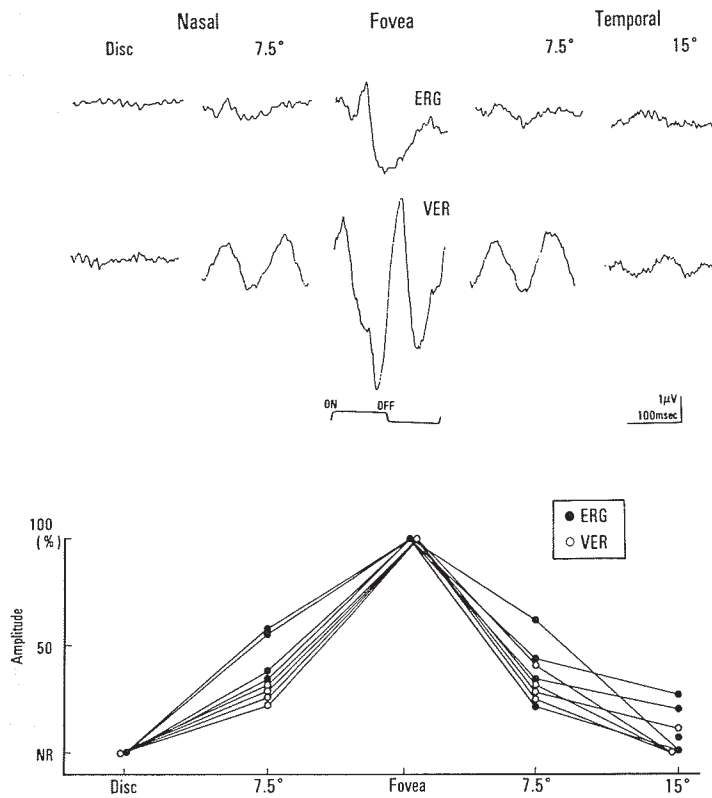 Nasal Fovea Temporal
Disc 7.5° 7.5° 15°
ERG
VER
ON OFF
1μV
100msec
ERG
VER
100
(%)
50
NR
Amplitude
Disc 7.5° Fovea 7.5° 15°